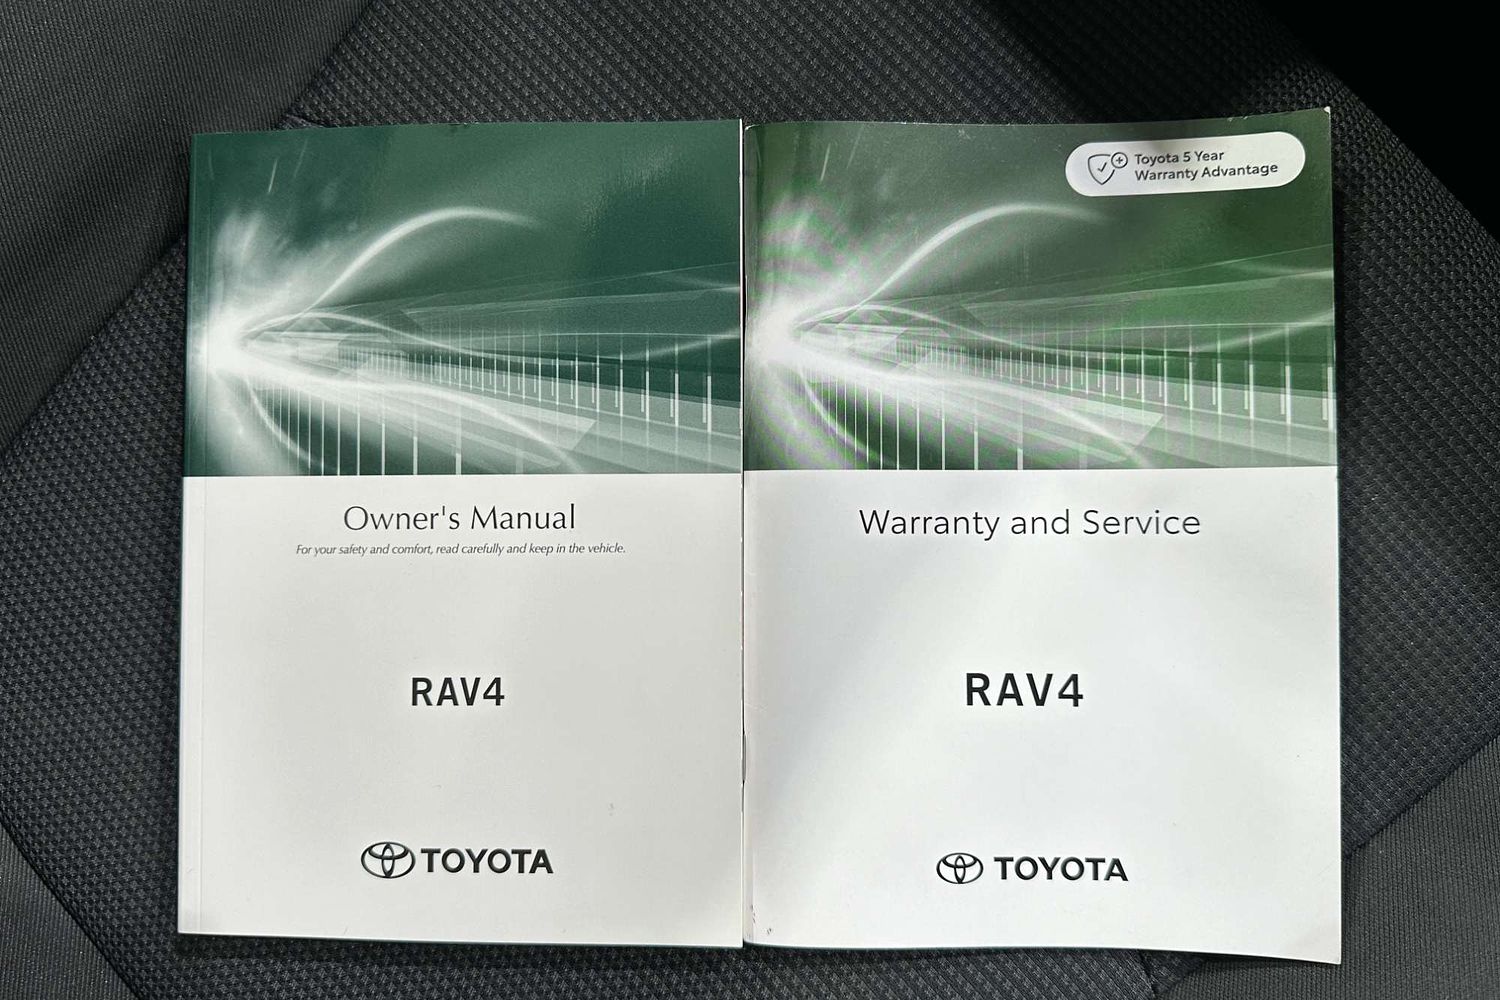 Owner's Manual
For your safety and comfort, read carefully and keep in the vehicle.
RAV4
TOYOTA
Toyota 5 Year
Warranty Advantage
Warranty and Service
RAV4
TOYOTA